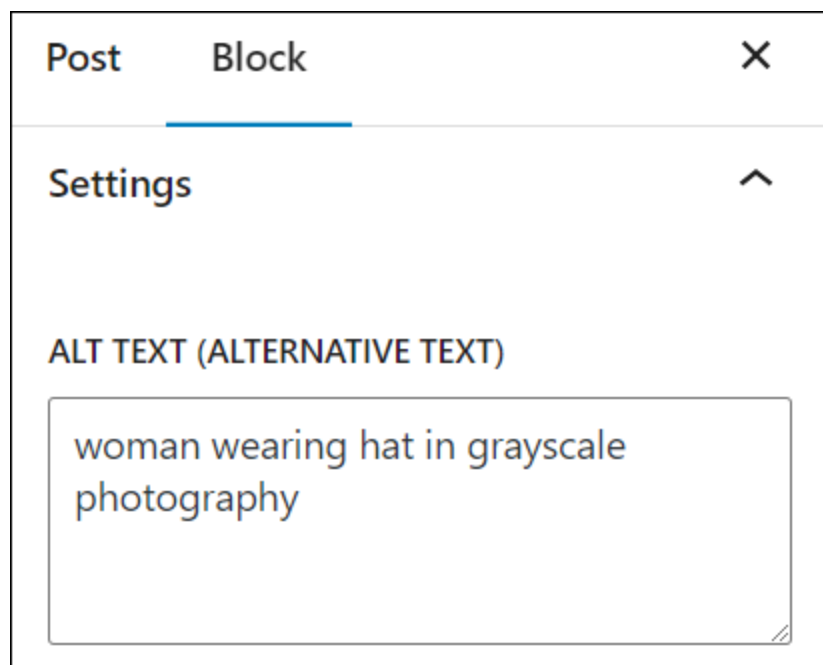 Post Block
Settings
ALT TEXT (ALTERNATIVE TEXT)
woman wearing hat in grayscale
photography